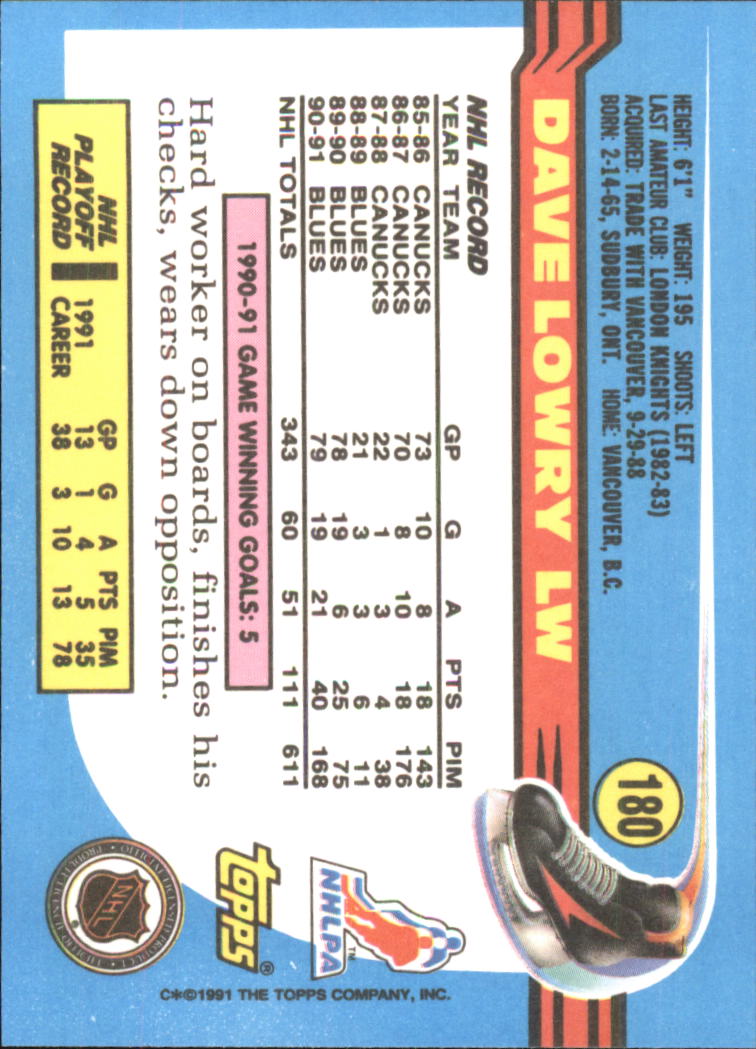 HEIGHT: 6'1" WEIGHT: 195 SHOOTS: LEFT
LAST AMATEUR CLUB: LONDON KNIGHTS (1982-83)
ACQUIRED: TRADE WITH VANCOUVER, 9-29-88
BORN: 2-14-65, SUDBURY, ONT. HOME: VANCOUVER, B.C.
180
DAVE LOWRY LW
NHL RECORD
YEAR TEAM GP G A PTS PIM
85-86 CANUCKS 73 10 8 18 143
86-87 CANUCKS 70 8 10 18 176
87-88 CANUCKS 22 1 3 4 38
88-89 BLUES 21 3 3 6 11
89-90 BLUES 78 19 6 25 75
90-91 BLUES 79 19 21 40 168
NHL TOTALS 343 60 51 111 611
1990-91 GAME WINNING GOALS: 5
Hard worker on boards, finishes his
checks, wears down opposition.
NHL PLAYOFF RECORD
GP G A PTS PIM
1991 13 1 4 5 35
CAREER 38 3 10 13 78
NHLPA™
TOPPS®
NHL
OFFICIAL LICENSED PRODUCT
C*©1991 THE TOPPS COMPANY, INC.